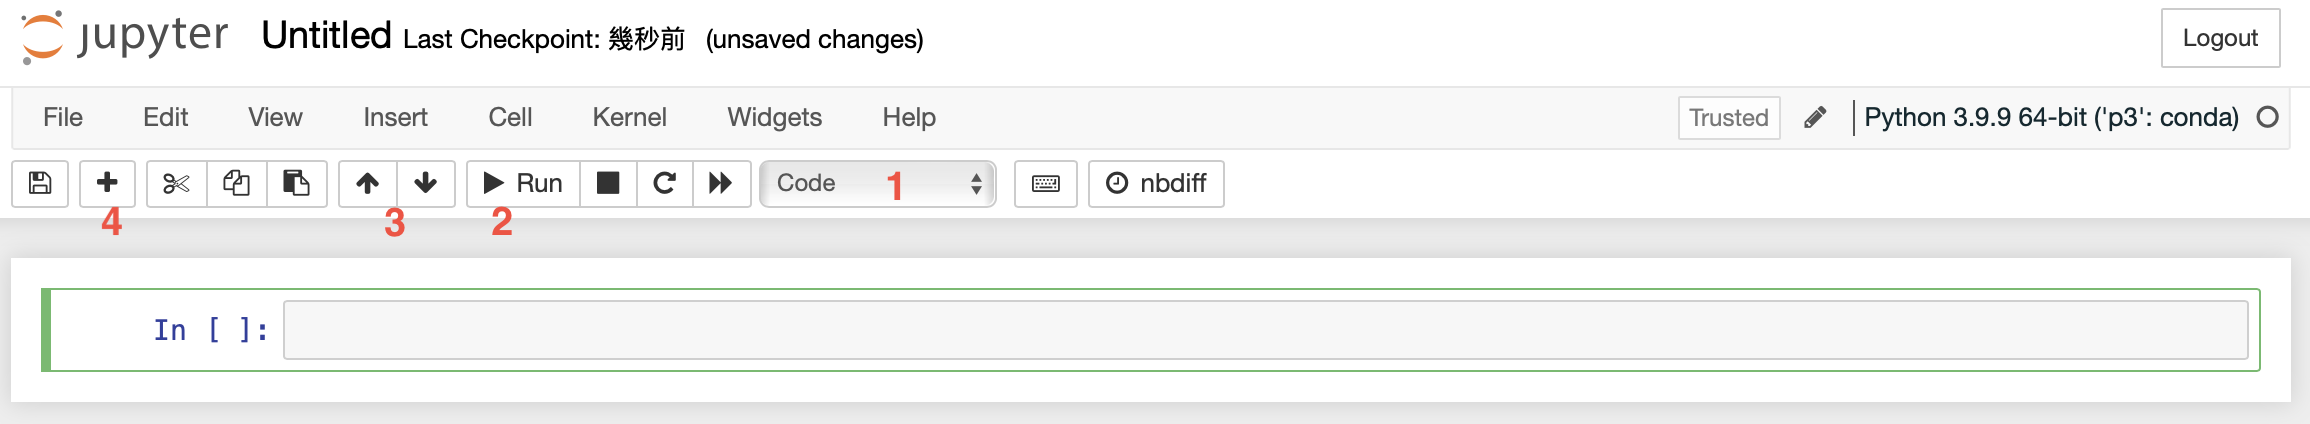 jupyter Untitled Last Checkpoint: 幾秒前 (unsaved changes) Logout
File Edit View Insert Cell Kernel Widgets Help Trusted Python 3.9.9 64-bit ('p3': conda)
Run Code 1 nbdiff
4 3 2
In [ ]: